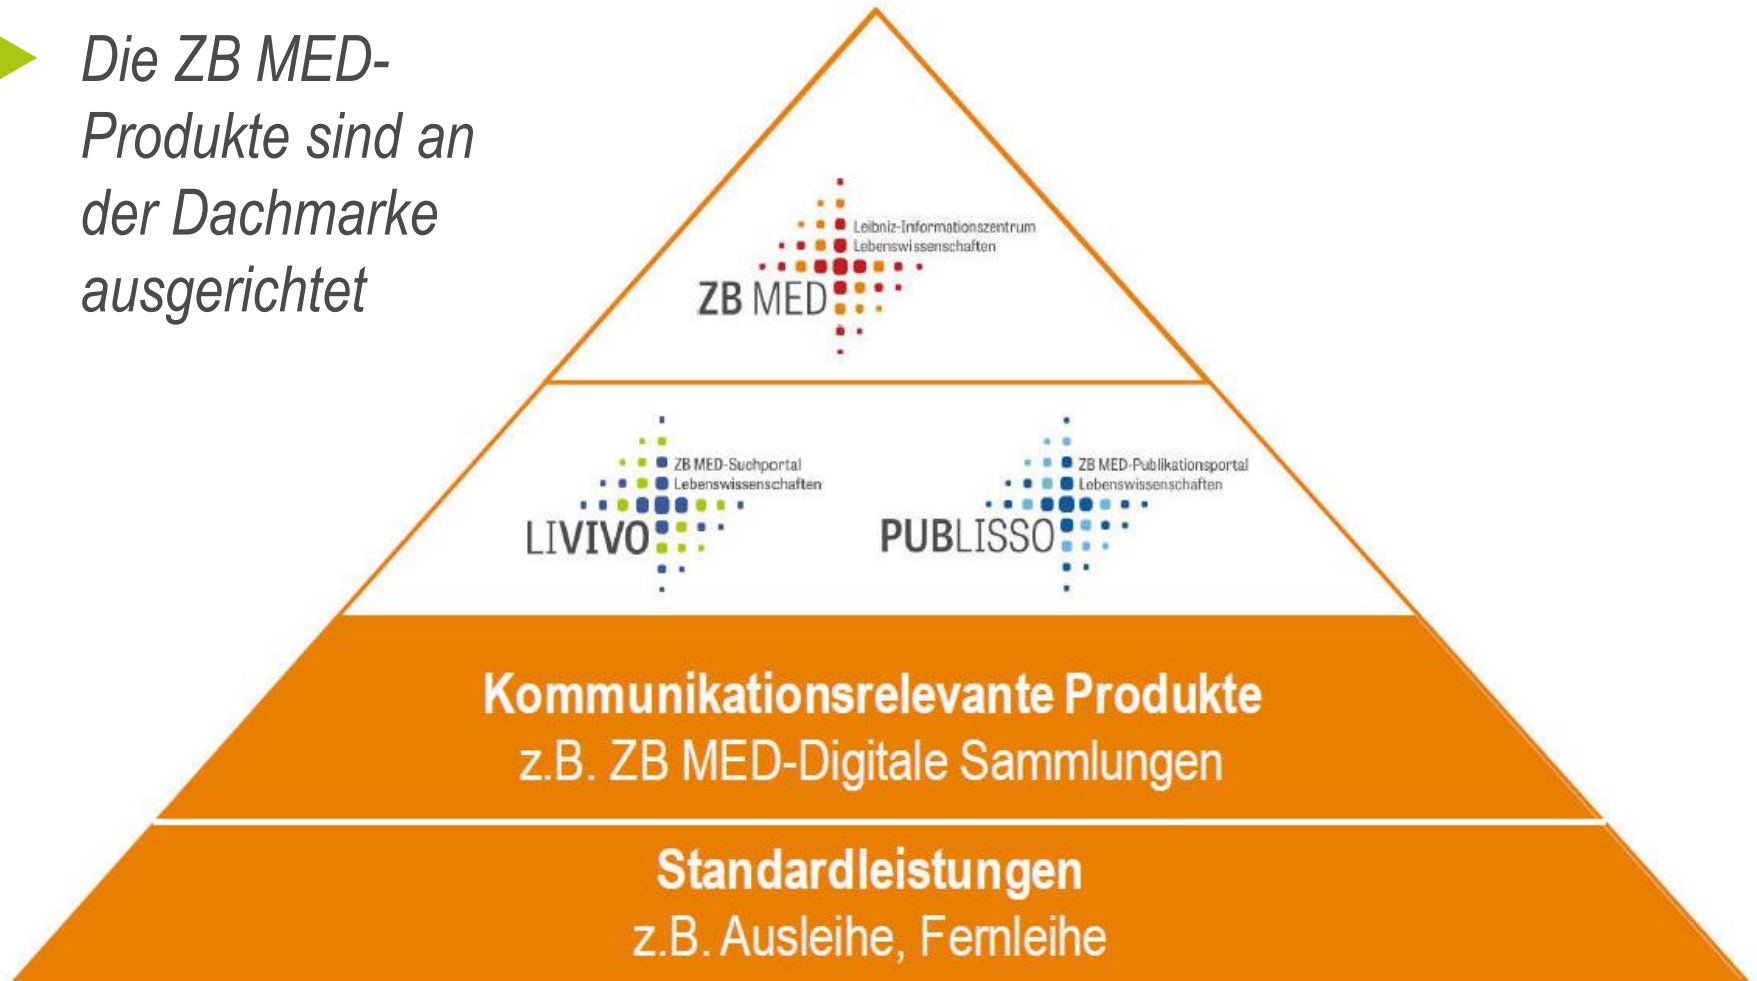 Die ZB MED-
Produkte sind an
der Dachmarke
ausgerichtet
Leibniz-Informationszentrum
Lebenswissenschaften
ZB MED
ZB MED-Suchportal
Lebenswissenschaften
LIVIVO
ZB MED-Publikationsportal
Lebenswissenschaften
PUBLISSO
Kommunikationsrelevante Produkte
z.B. ZB MED-Digitale Sammlungen
Standardleistungen
z.B. Ausleihe, Fernleihe